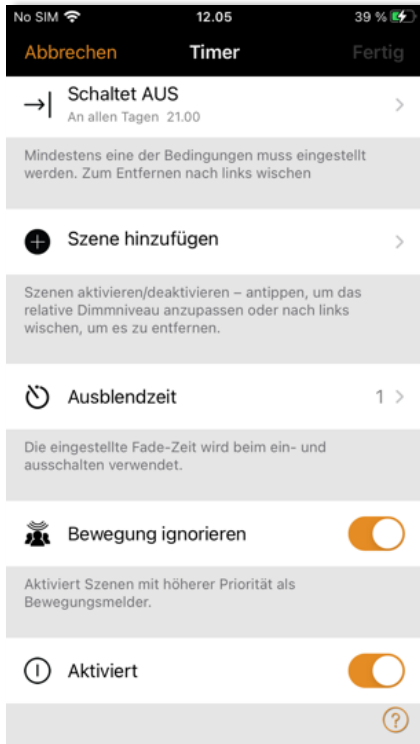 No SIM 12.05 39 %
Abbrechen Timer Fertig
Schaltet AUS
An allen Tagen 21.00
Mindestens eine der Bedingungen muss eingestellt
werden. Zum Entfernen nach links wischen
Szene hinzufügen
Szenen aktivieren/deaktivieren – antippen, um das
relative Dimmniveau anzupassen oder nach links
wischen, um es zu entfernen.
Ausblendzeit 1
Die eingestellte Fade-Zeit wird beim ein- und
ausschalten verwendet.
Bewegung ignorieren
Aktiviert Szenen mit höherer Priorität als
Bewegungsmelder.
Aktiviert
?